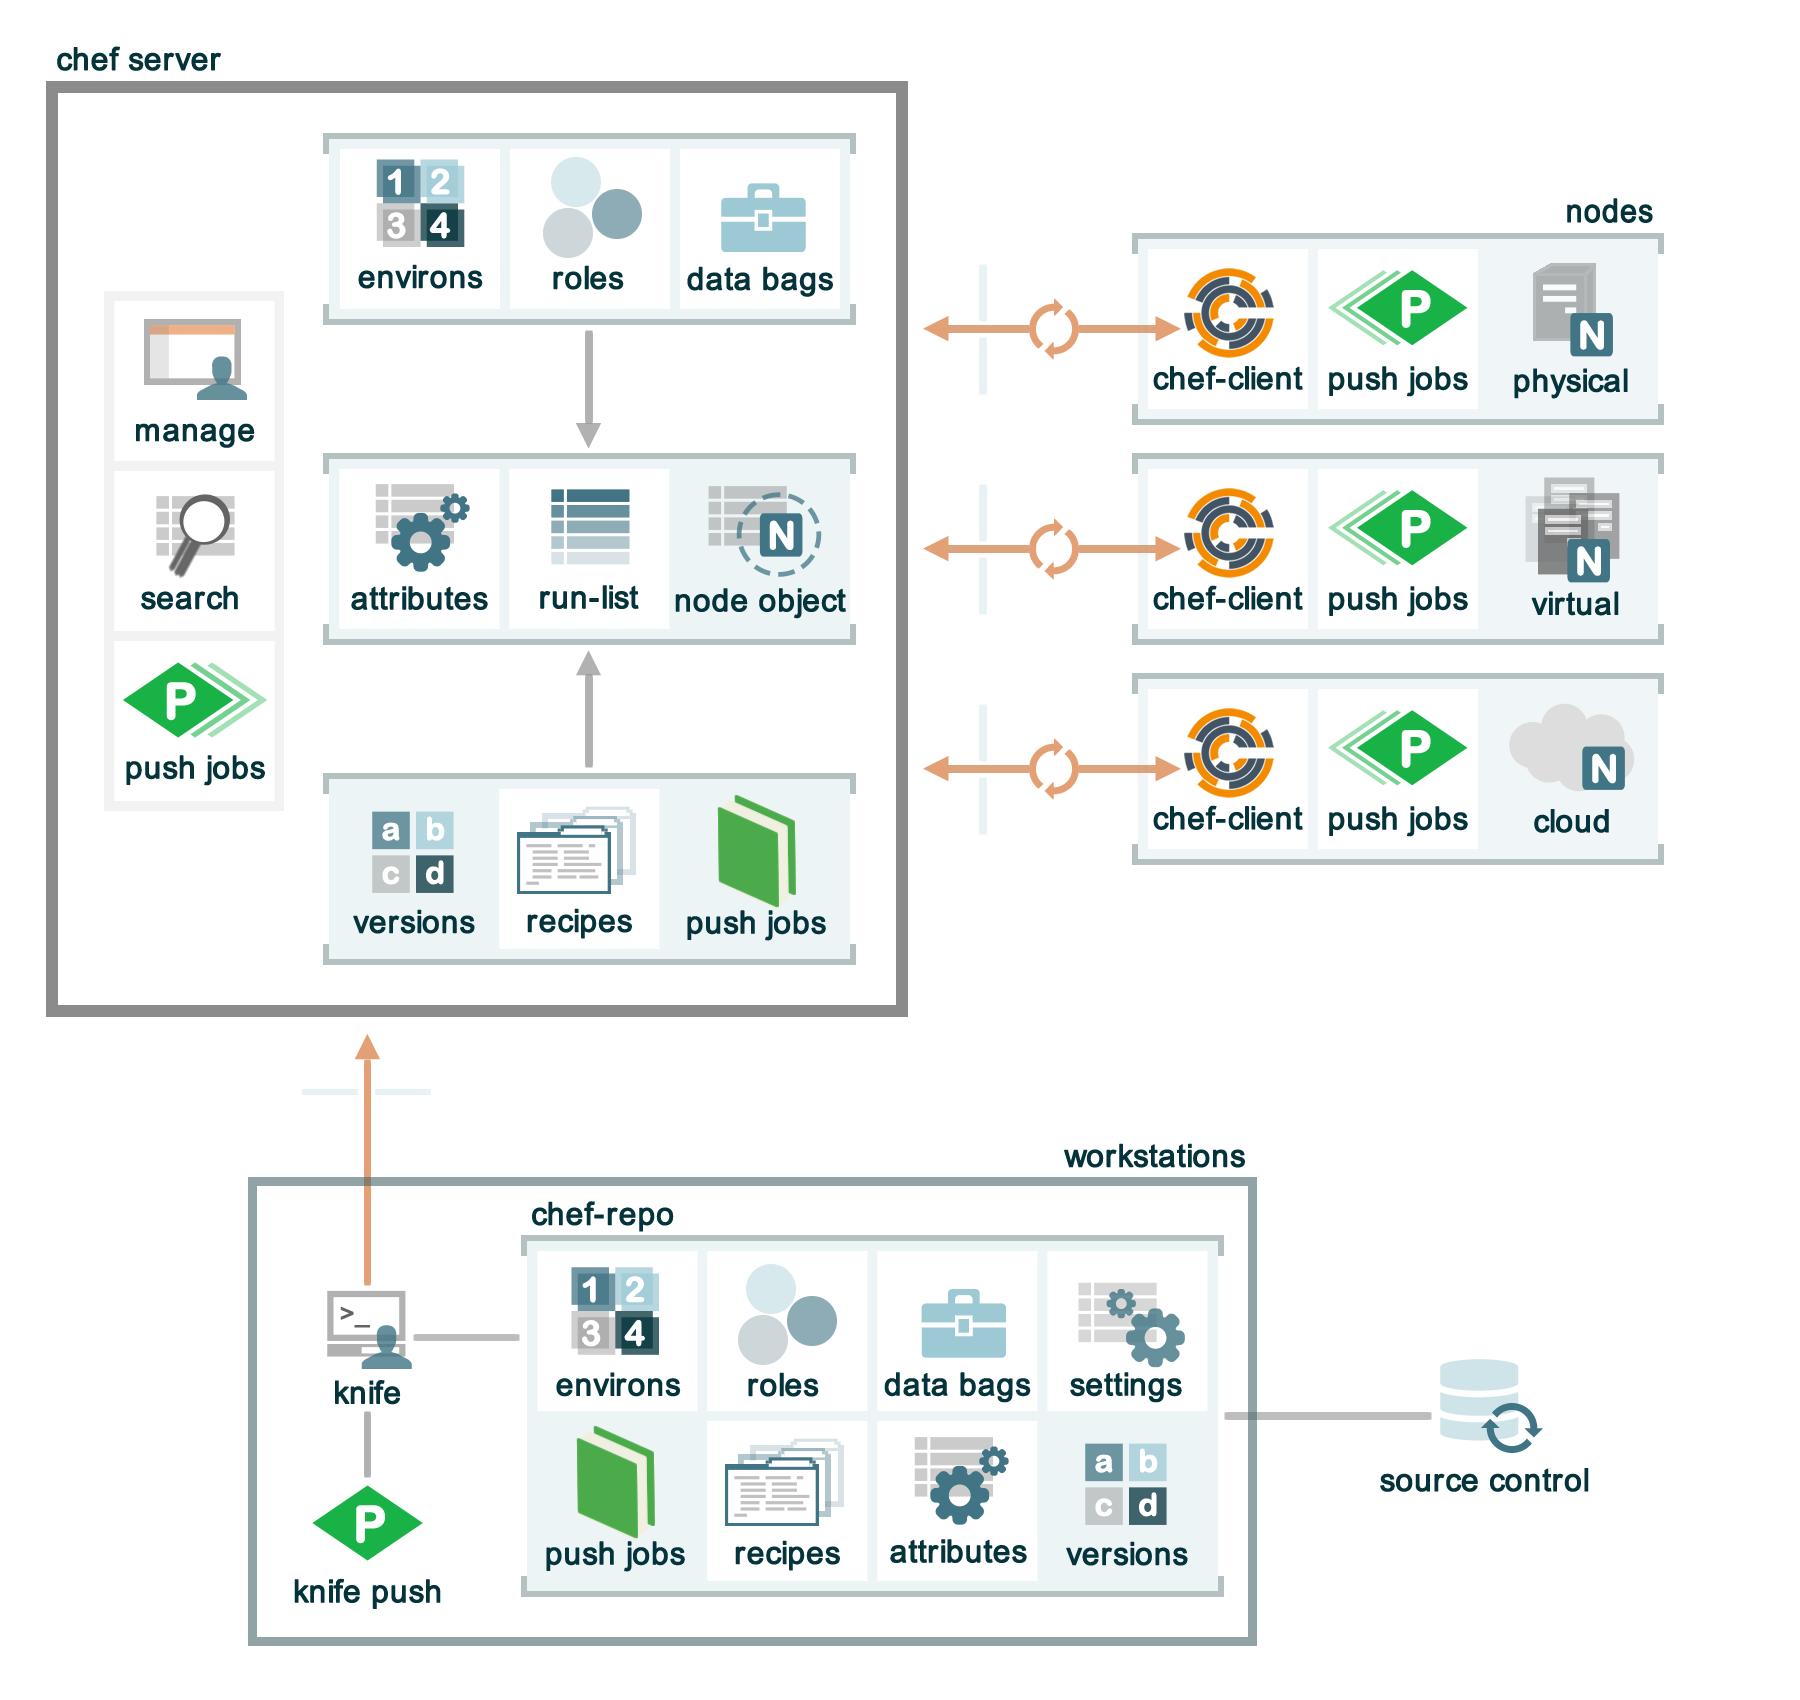 chef server
1 2
3 4
environs
roles
data bags
manage
search
P
push jobs
attributes
run-list
N
node object
a b
c d
versions
recipes
push jobs
nodes
chef-client
P
push jobs
N
physical
chef-client
P
push jobs
N
virtual
chef-client
P
push jobs
N
cloud
workstations
chef-repo
>_
knife
P
knife push
1 2
3 4
environs
roles
data bags
settings
push jobs
recipes
attributes
a b
c d
versions
source control